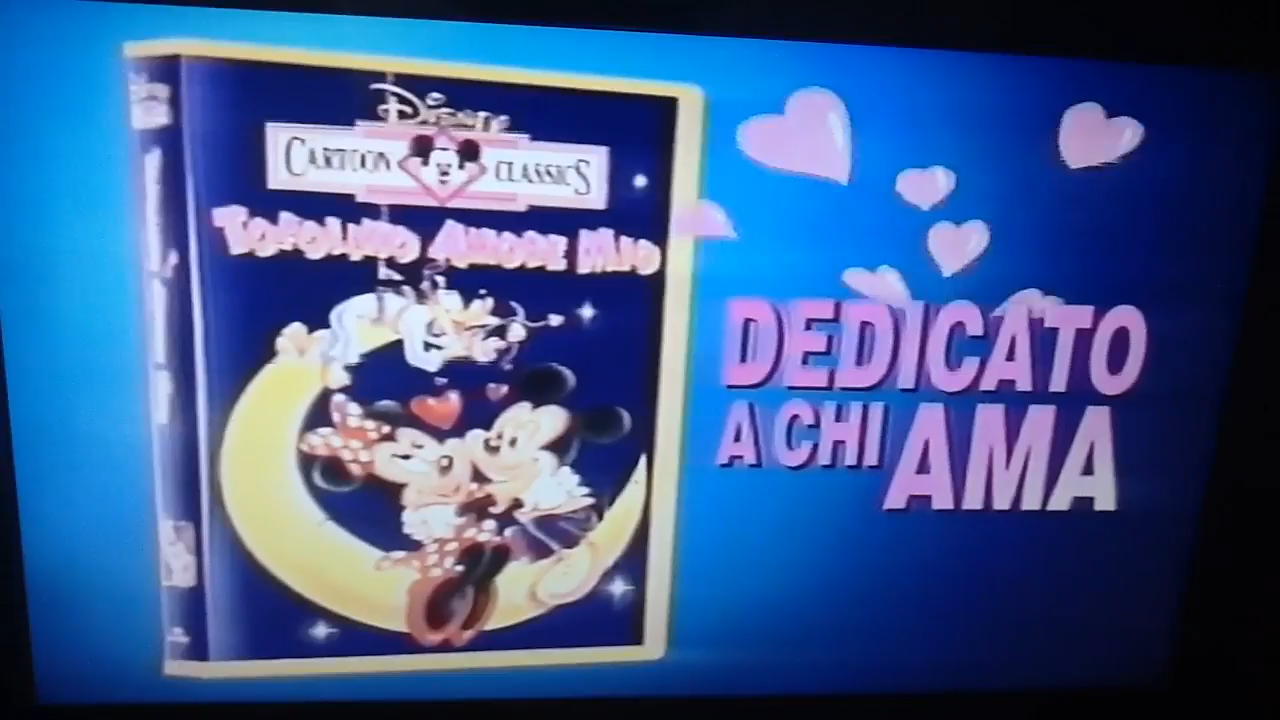 Disney
CARTOON CLASSICS
TOPOLINO AMORE MIO
DEDICATO
A CHI AMA